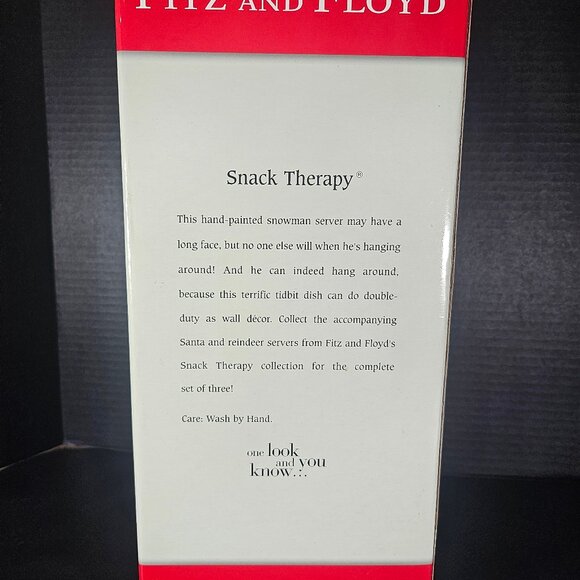 FITZ AND FLOYD
Snack Therapy®
This hand-painted snowman server may have a
long face, but no one else will when he's hanging
around! And he can indeed hang around,
because this terrific tidbit dish can do double-
duty as wall décor. Collect the accompanying
Santa and reindeer servers from Fitz and Floyd's
Snack Therapy collection for the complete
set of three!
Care: Wash by Hand.
one look
and you
know.:.